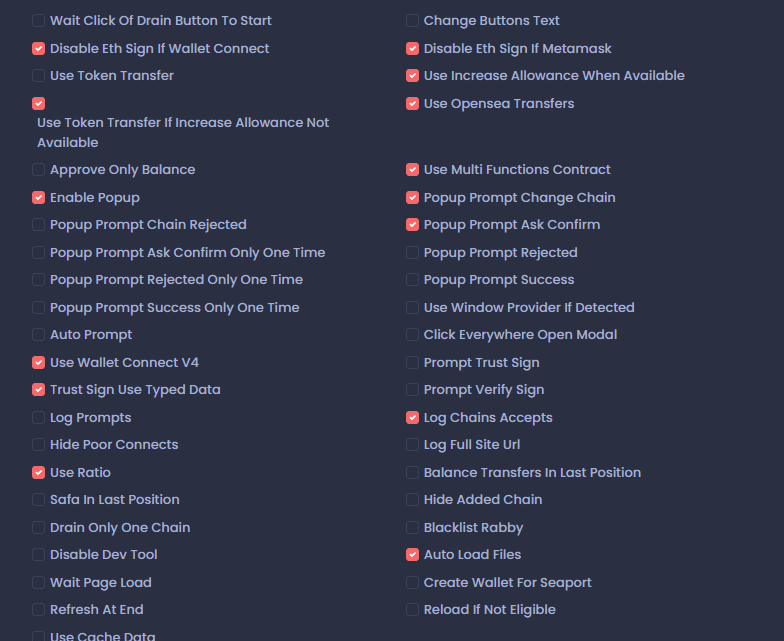 Wait Click Of Drain Button To Start
Change Buttons Text
Disable Eth Sign If Wallet Connect
Disable Eth Sign If Metamask
Use Token Transfer
Use Increase Allowance When Available
Use Token Transfer If Increase Allowance Not
Available
Use Opensea Transfers
Approve Only Balance
Use Multi Functions Contract
Enable Popup
Popup Prompt Change Chain
Popup Prompt Chain Rejected
Popup Prompt Ask Confirm
Popup Prompt Ask Confirm Only One Time
Popup Prompt Rejected
Popup Prompt Rejected Only One Time
Popup Prompt Success
Popup Prompt Success Only One Time
Use Window Provider If Detected
Auto Prompt
Click Everywhere Open Modal
Use Wallet Connect V4
Prompt Trust Sign
Trust Sign Use Typed Data
Prompt Verify Sign
Log Prompts
Log Chains Accepts
Hide Poor Connects
Log Full Site Url
Use Ratio
Balance Transfers In Last Position
Safa In Last Position
Hide Added Chain
Drain Only One Chain
Blacklist Rabby
Disable Dev Tool
Auto Load Files
Wait Page Load
Create Wallet For Seaport
Refresh At End
Reload If Not Eligible
Use Cache Data